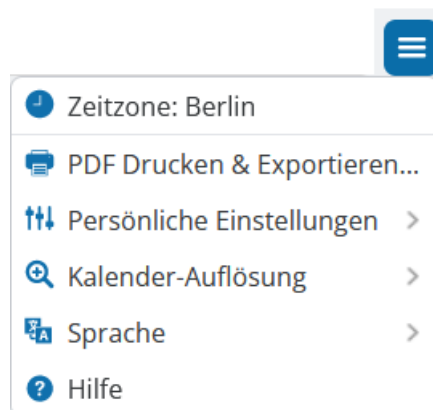 Zeitzone: Berlin
PDF Drucken & Exportieren...
Persönliche Einstellungen
Kalender-Auflösung
Sprache
Hilfe